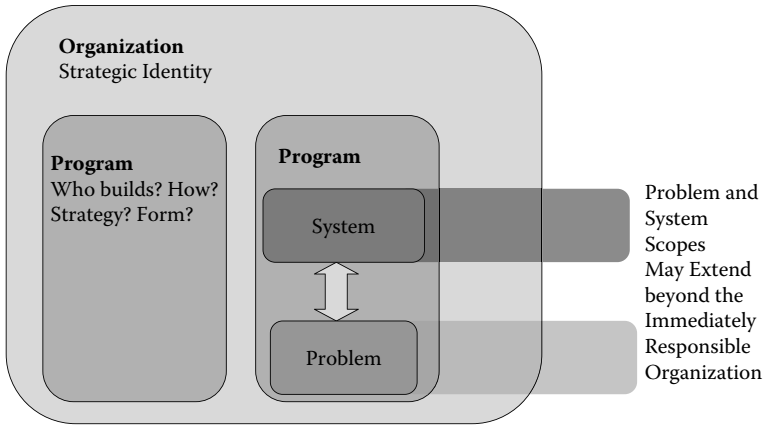 Organization
Strategic Identity
Program
Who builds? How?
Strategy? Form?
Program
System
Problem
Problem and
System
Scopes
May Extend
beyond the
Immediately
Responsible
Organization